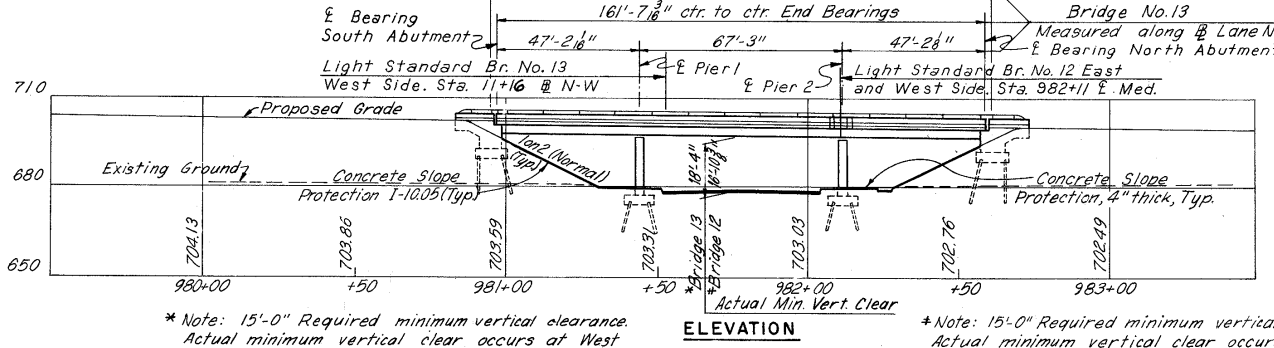 161'-7 3/16" ctr. to ctr. End Bearings
Bridge No.13
℄ Bearing
South Abutment
47'-2 1/16"
67'-3"
47'-2 1/8"
Measured along Lane N
℄ Bearing North Abutment
Light Standard Br. No. 13
West Side. Sta. 11+16 N-W
℄ Pier 1
℄ Pier 2
Light Standard Br. No. 12 East
and West Side. Sta. 982+11 ℄ Med.
710
Proposed Grade
Existing Ground
680
1 on 2 (Normal)
(Typ.)
18'-4"
16'-10 3/8"
Concrete Slope
Protection I-10.05 (Typ.)
Concrete Slope
Protection, 4" thick, Typ.
704.13
703.86
703.59
703.31
*Bridge 13
‡Bridge 12
703.03
702.76
702.49
650
980+00
+50
981+00
+50
982+00
+50
983+00
Actual Min. Vert. Clear
ELEVATION
* Note: 15'-0" Required minimum vertical clearance.
Actual minimum vertical clear occurs at West
‡ Note: 15'-0" Required minimum vertica
Actual minimum vertical clear occur